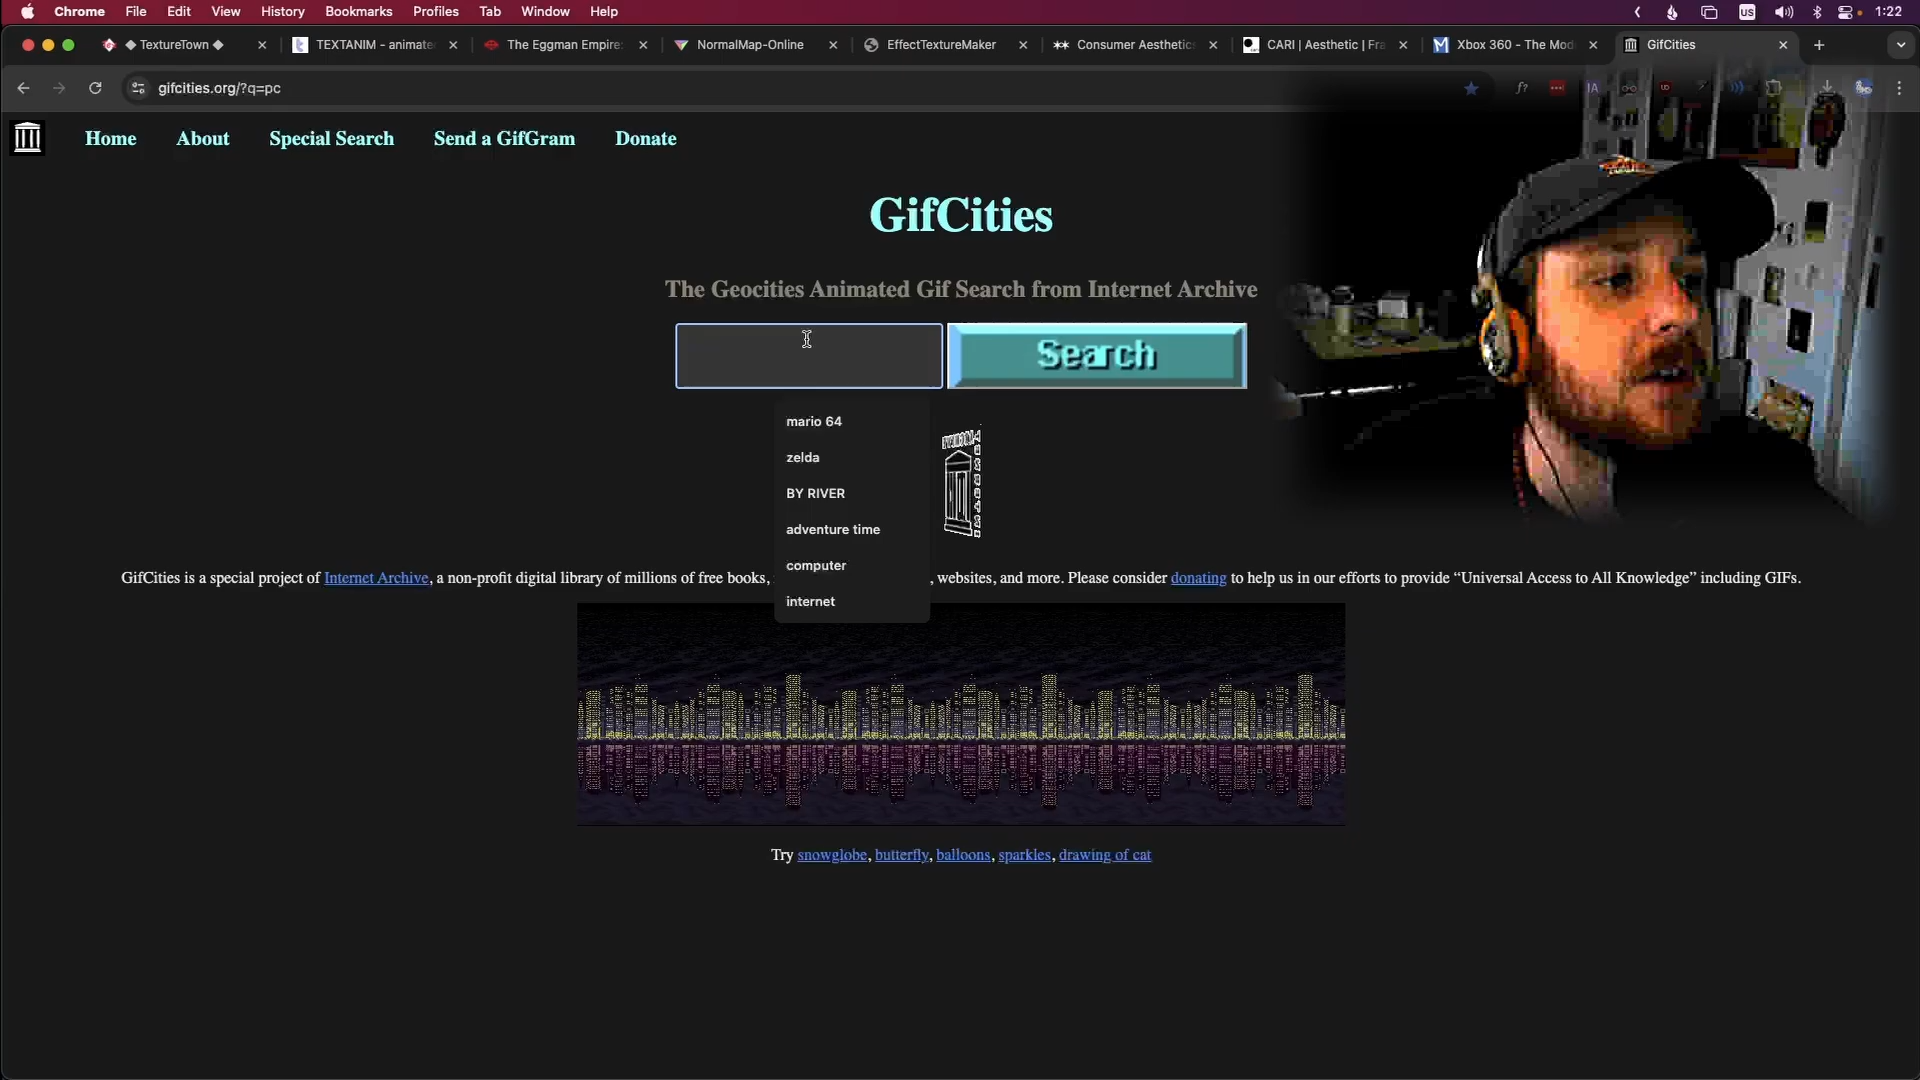 Chrome File Edit View History Bookmarks Profiles Tab Window Help US 1:22
◆ TextureTown ◆ TEXTANIM - animate The Eggman Empire: NormalMap-Online EffectTextureMaker Consumer Aesthetic CARI | Aesthetic | Fra Xbox 360 - The Mod GifCities
gifcities.org/?q=pc f? IA
Home About Special Search Send a GifGram Donate
GifCities
The Geocities Animated Gif Search from Internet Archive
Search
mario 64
zelda
BY RIVER
adventure time
computer
internet
GifCities is a special project of Internet Archive, a non-profit digital library of millions of free books, , websites, and more. Please consider donating to help us in our efforts to provide “Universal Access to All Knowledge” including GIFs.
Try snowglobe, butterfly, balloons, sparkles, drawing of cat